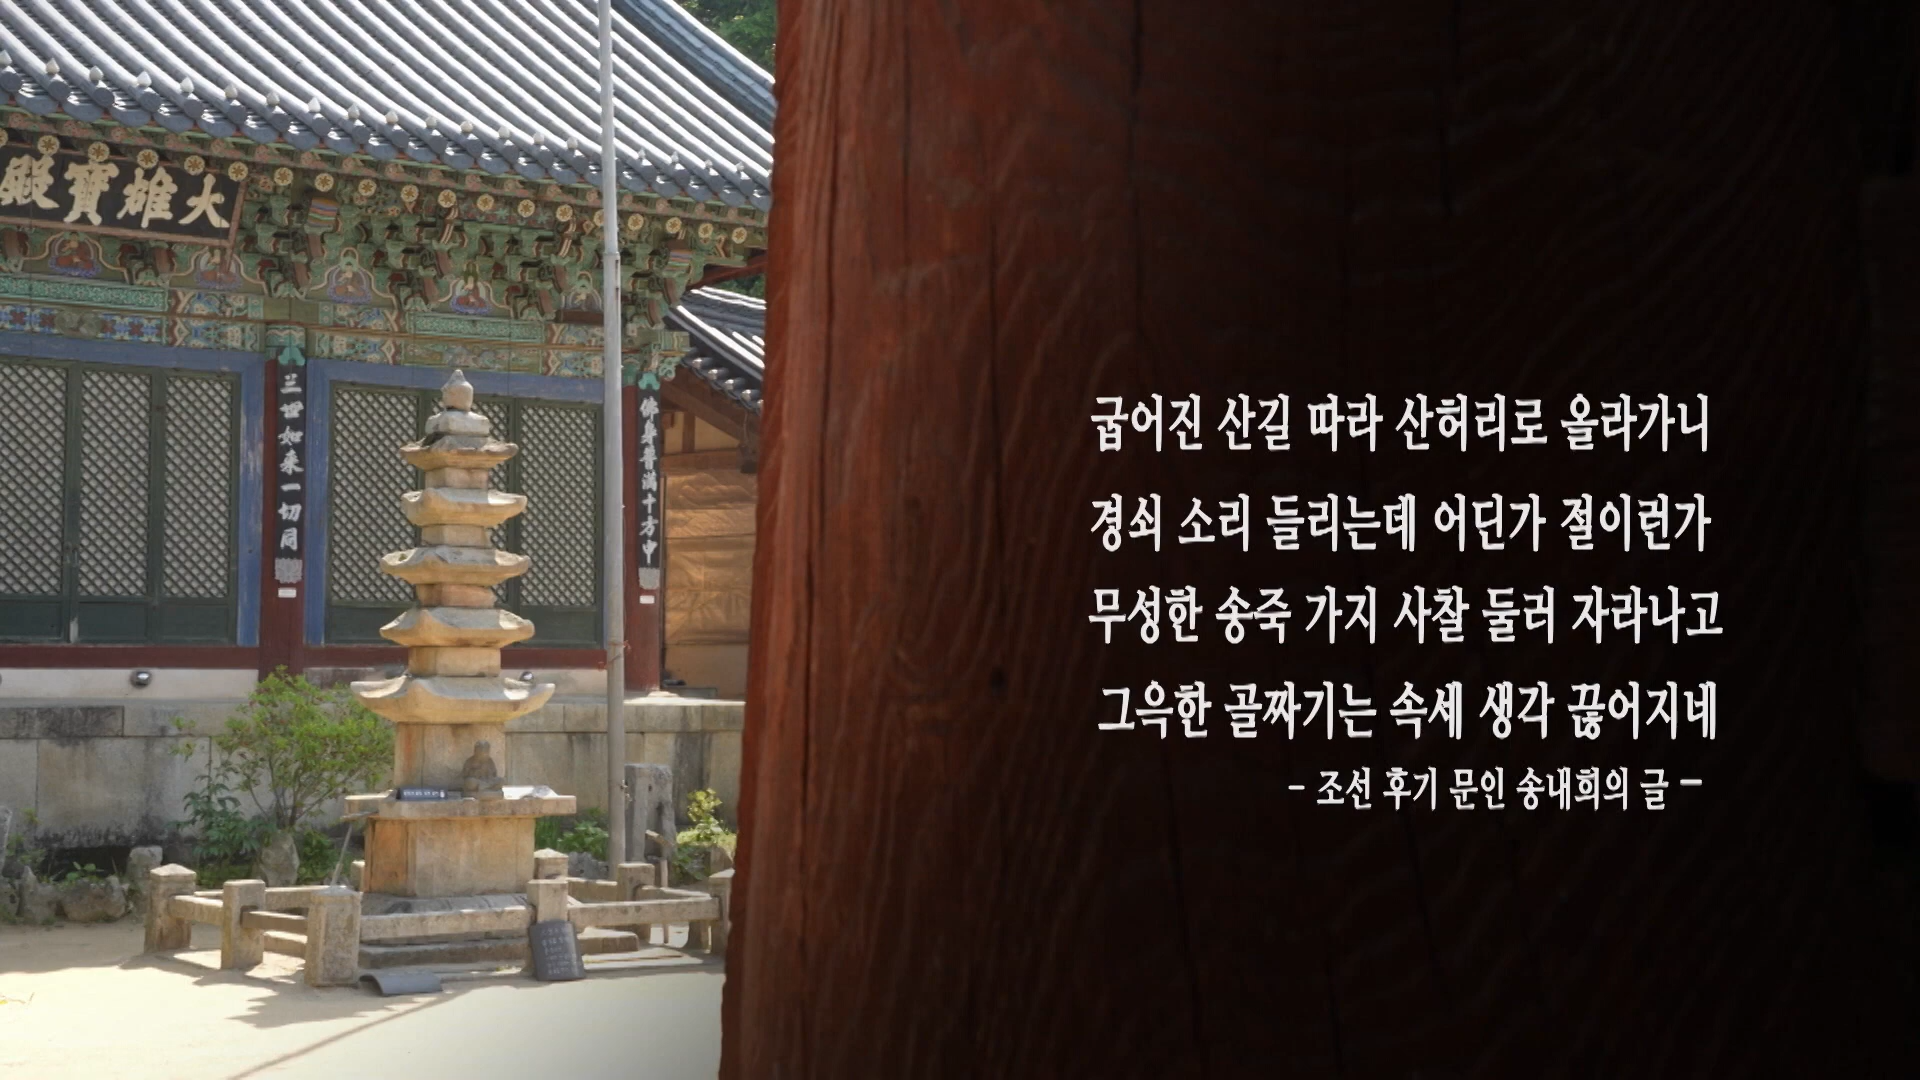 大雄寶殿
三世如來一切同
佛身普滿十方中
굽어진 산길 따라 산허리로 올라가니
경쇠 소리 들리는데 어딘가 절이런가
무성한 송죽 가지 사찰 둘러 자라나고
그윽한 골짜기는 속세 생각 끊어지네
- 조선 후기 문인 송내희의 글 -